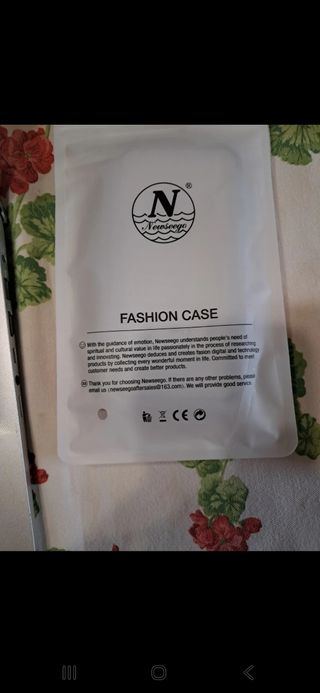 N
®
Newseego
FASHION CASE
With the guidance of emotion, Newseego understands people's need of
spiritual and cultural value in life passionately in the process of researching
and innovating. Newseego deduces and creates fasion digital and technology
products by collecting every wonderful moment in life. Committed to meet
customer needs and create better products.
Thank you for choosing Newseego. If there are any other problems, please
email us (newseegoaftersales@163.com). We will provide good service.
CE